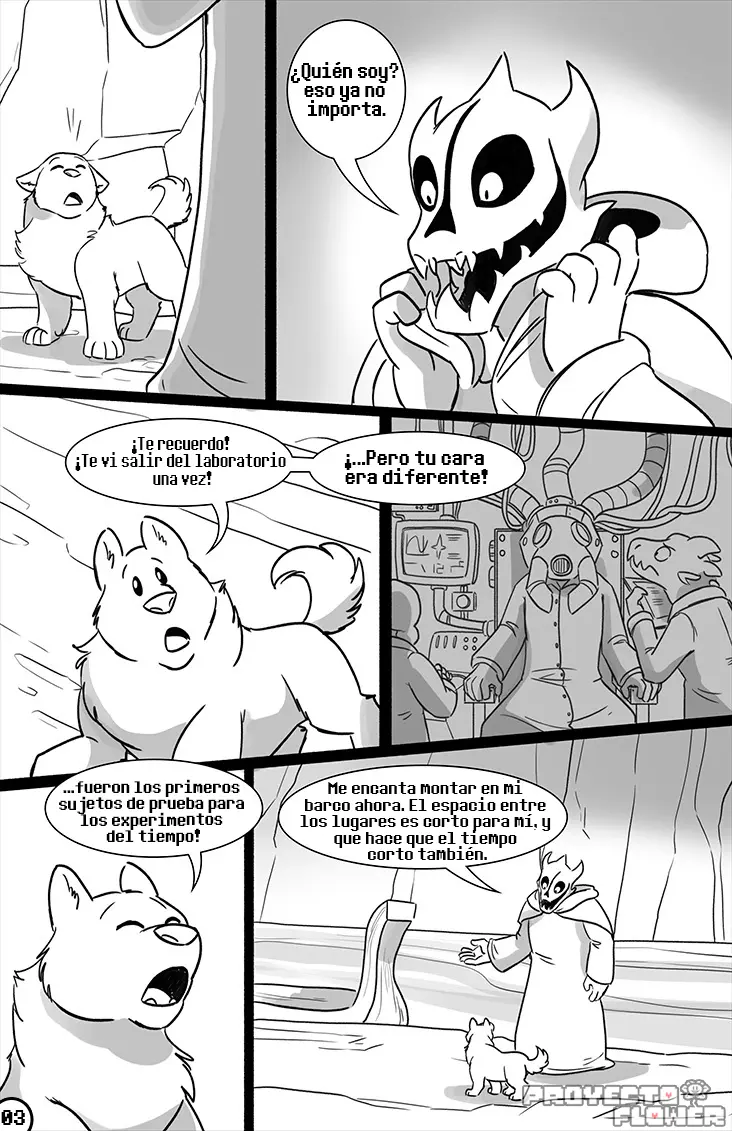 ¿Quién soy?
eso ya no
importa.
¡Te recuerdo!
¡Te vi salir del laboratorio
una vez!
¡...Pero tu cara
era diferente!
...fueron los primeros
sujetos de prueba para
los experimentos
del tiempo!
Me encanta montar en mi
barco ahora. El espacio entre
los lugares es corto para mí, y
que hace que el tiempo
corto también.
03
PROYECTO
FLOWER